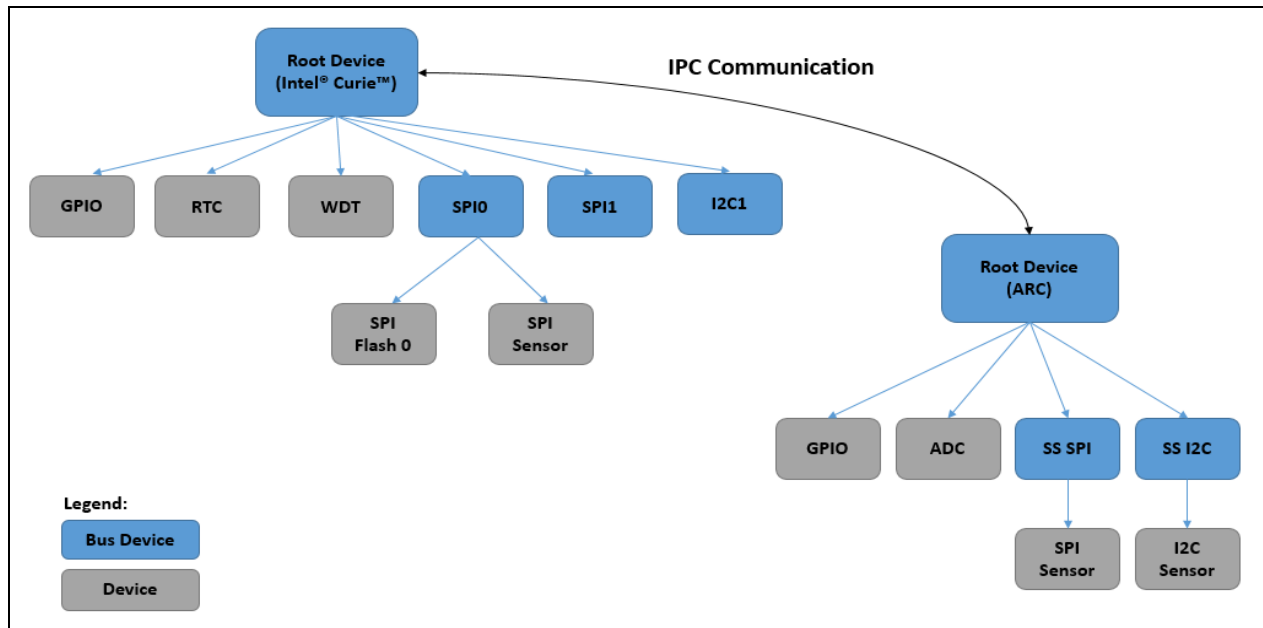 Root Device
(Intel® Curie™)
IPC Communication
GPIO
RTC
WDT
SPI0
SPI1
I2C1
Root Device
(ARC)
SPI
Flash 0
SPI
Sensor
GPIO
ADC
SS SPI
SS I2C
Legend:
Bus Device
Device
SPI
Sensor
I2C
Sensor